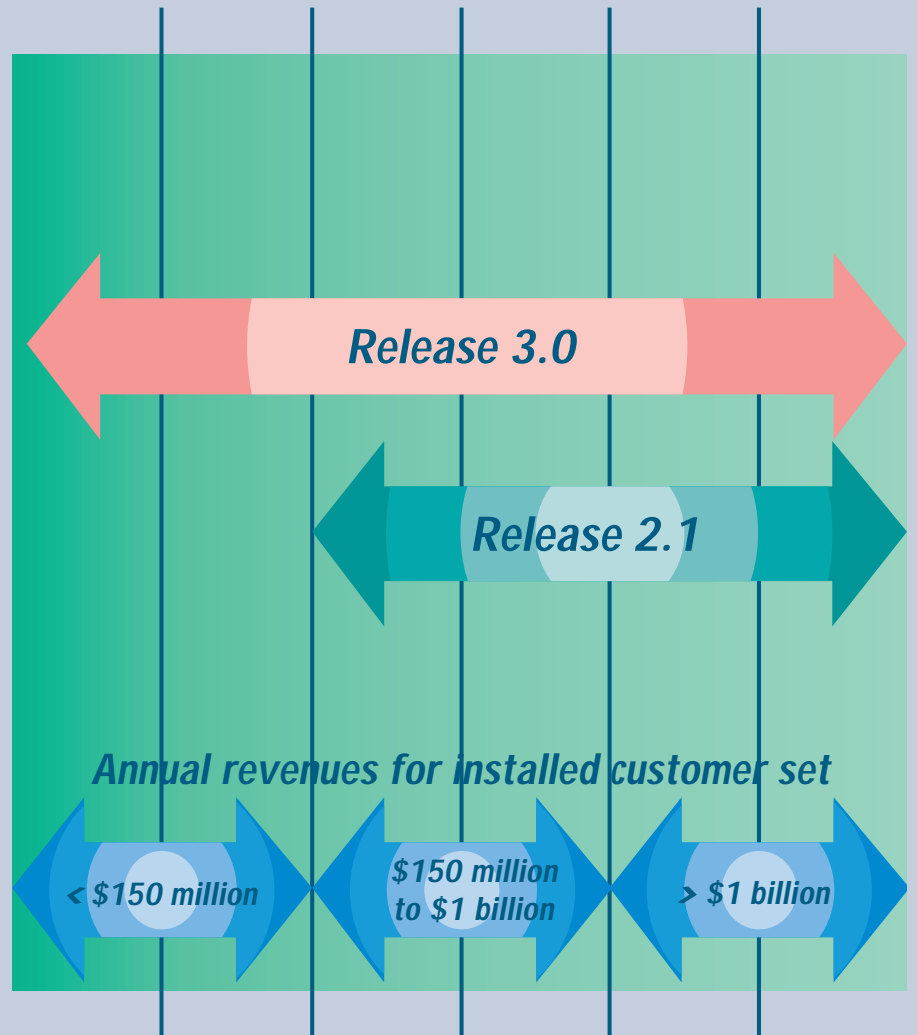 Release 3.0
Release 2.1
Annual revenues for installed customer set
< $150 million
$150 million
to $1 billion
> $1 billion